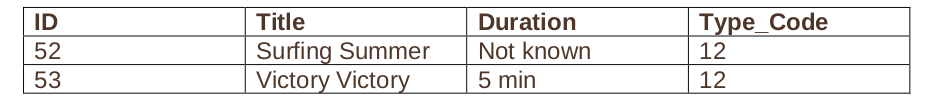 ID Title Duration Type_Code
52 Surfing Summer Not known 12
53 Victory Victory 5 min 12